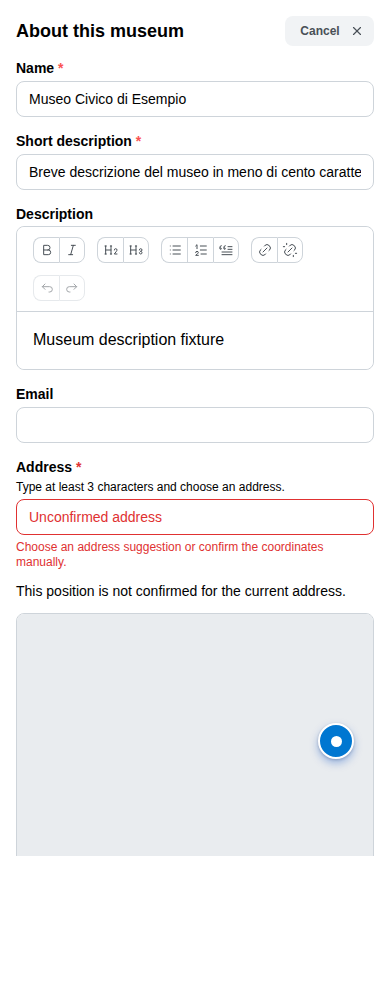 About this museum
Cancel
Name *
Museo Civico di Esempio
Short description *
Breve descrizione del museo in meno di cento caratte
Description
B I H2 H3
Museum description fixture
Email
Address *
Type at least 3 characters and choose an address.
Unconfirmed address
Choose an address suggestion or confirm the coordinates
manually.
This position is not confirmed for the current address.